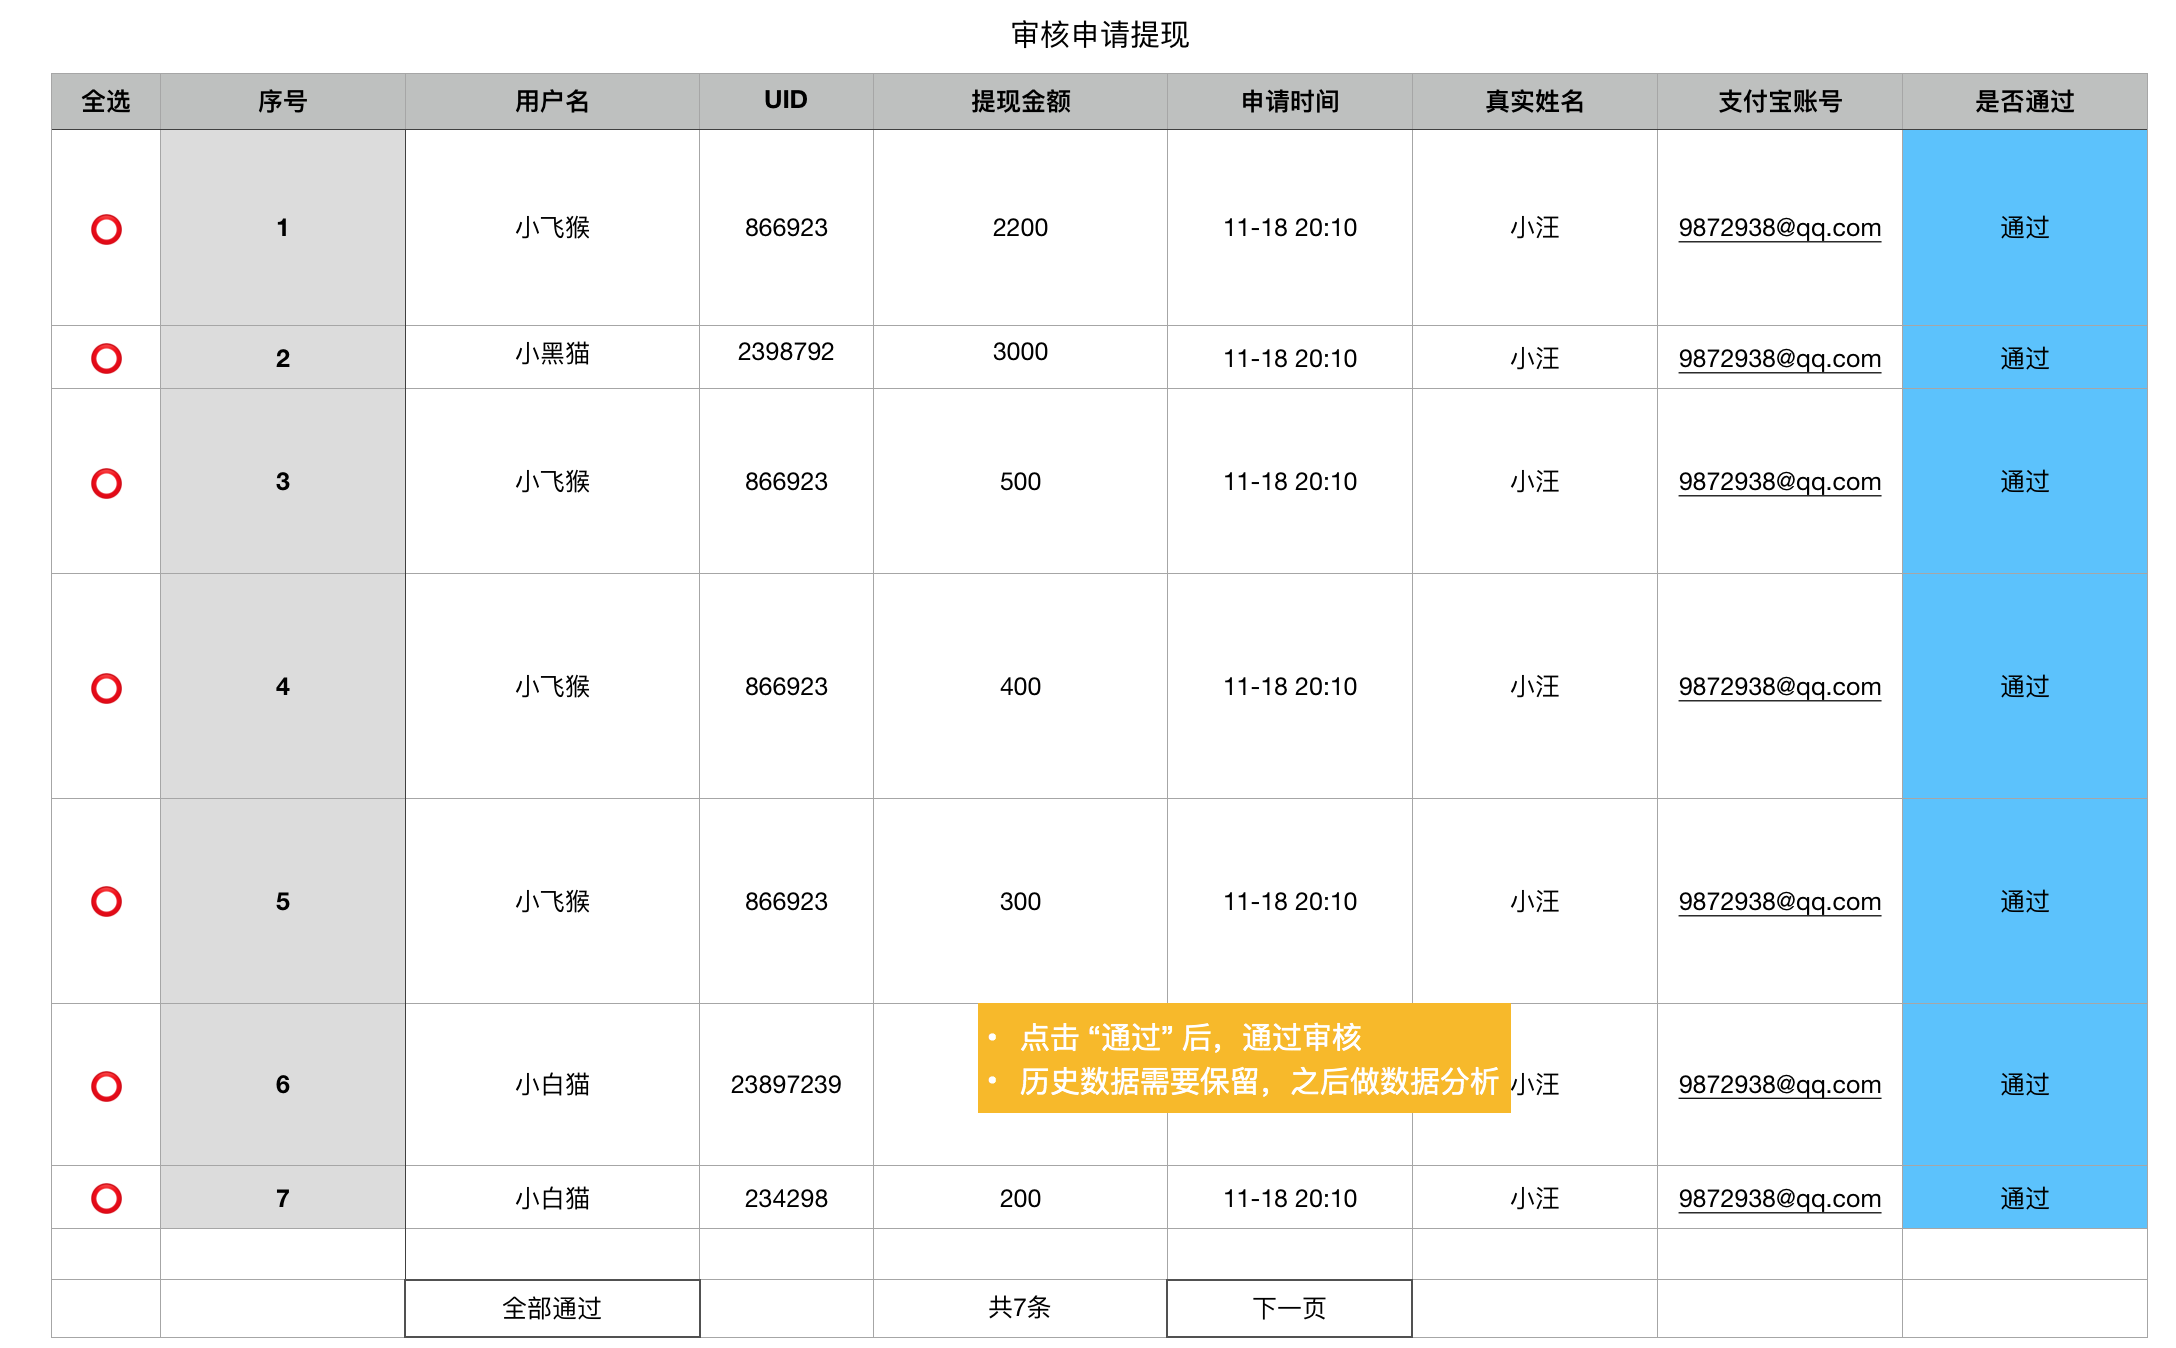 审核申请提现
全选 序号 用户名 UID 提现金额 申请时间 真实姓名 支付宝账号 是否通过
1 小飞猴 866923 2200 11-18 20:10 小汪 9872938@qq.com 通过
2 小黑猫 2398792 3000 11-18 20:10 小汪 9872938@qq.com 通过
3 小飞猴 866923 500 11-18 20:10 小汪 9872938@qq.com 通过
4 小飞猴 866923 400 11-18 20:10 小汪 9872938@qq.com 通过
5 小飞猴 866923 300 11-18 20:10 小汪 9872938@qq.com 通过
• 点击 “通过” 后，通过审核
• 历史数据需要保留，之后做数据分析
6 小白猫 23897239 小汪 9872938@qq.com 通过
7 小白猫 234298 200 11-18 20:10 小汪 9872938@qq.com 通过
全部通过 共7条 下一页